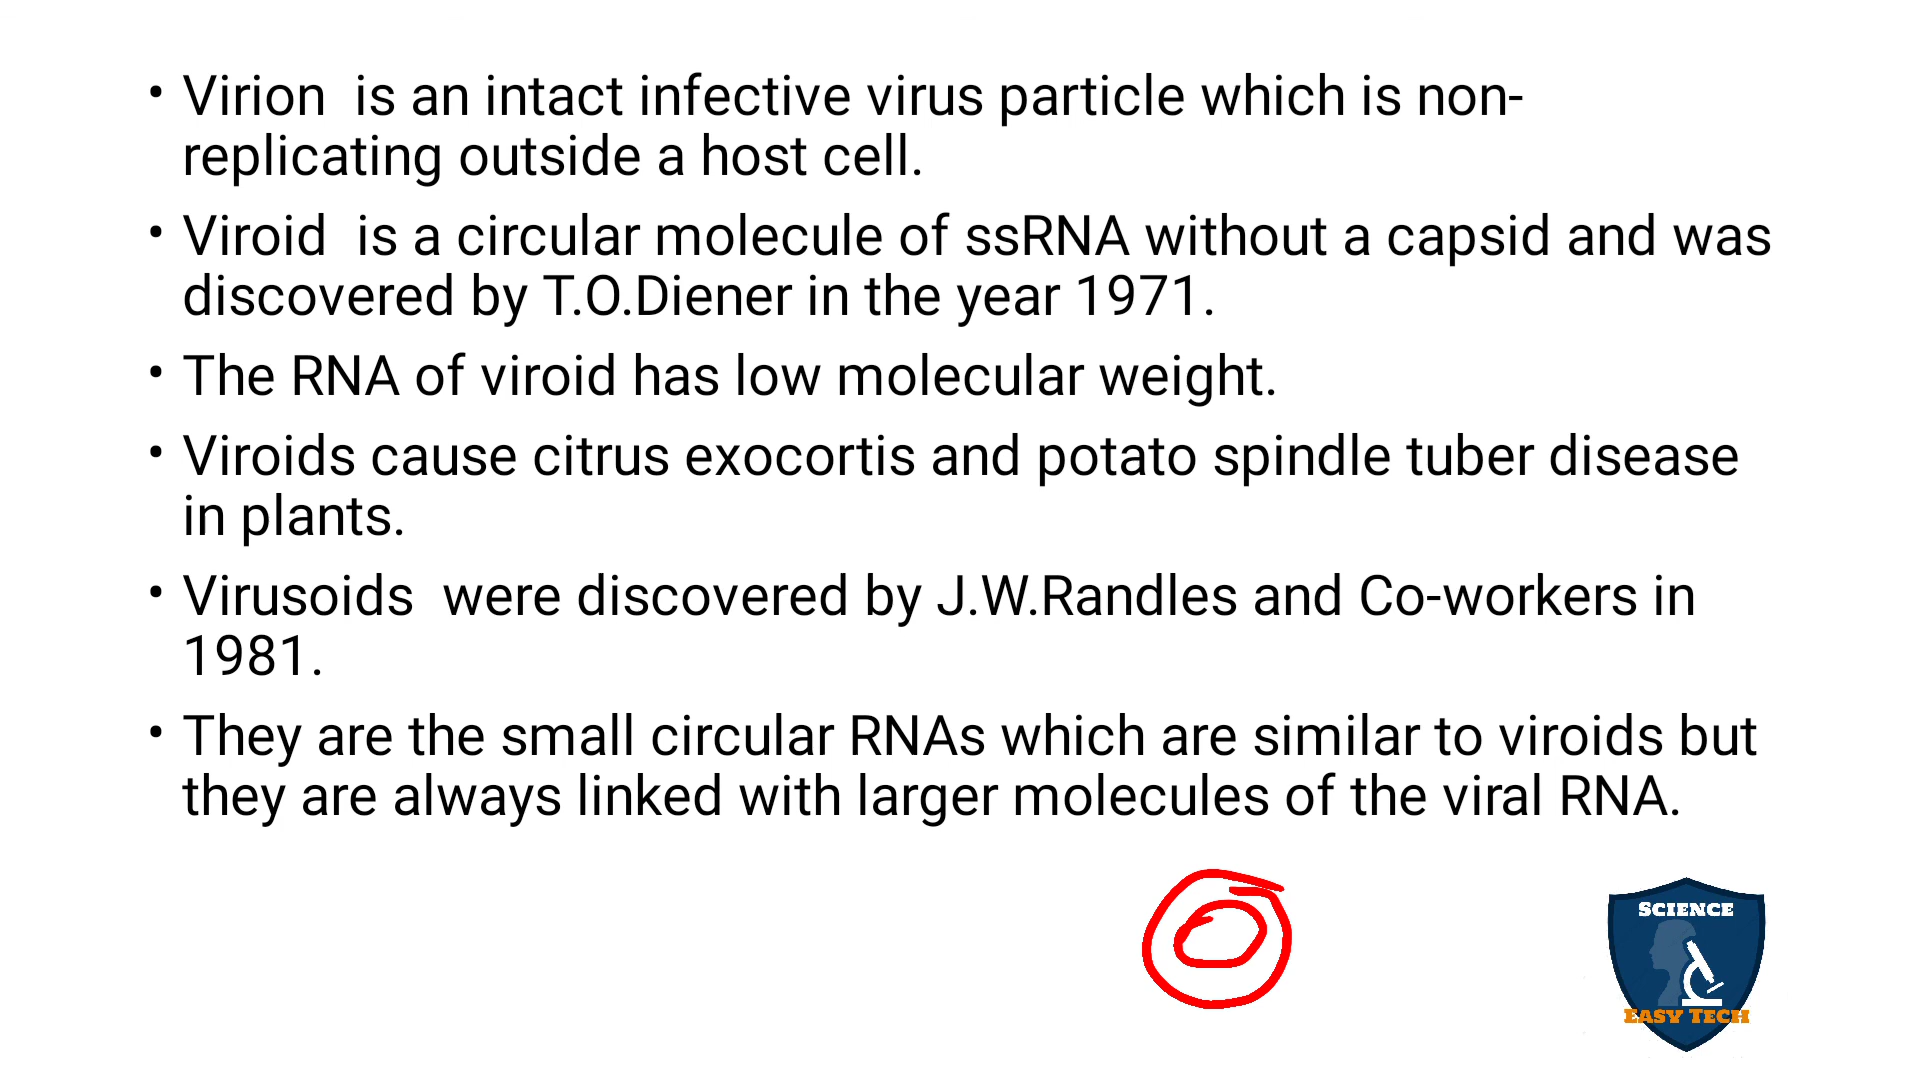 • Virion  is an intact infective virus particle which is non-
replicating outside a host cell.
• Viroid  is a circular molecule of ssRNA without a capsid and was
discovered by T.O.Diener in the year 1971.
• The RNA of viroid has low molecular weight.
• Viroids cause citrus exocortis and potato spindle tuber disease
in plants.
• Virusoids  were discovered by J.W.Randles and Co-workers in
1981.
• They are the small circular RNAs which are similar to viroids but
they are always linked with larger molecules of the viral RNA.
SCIENCE
EASY TECH